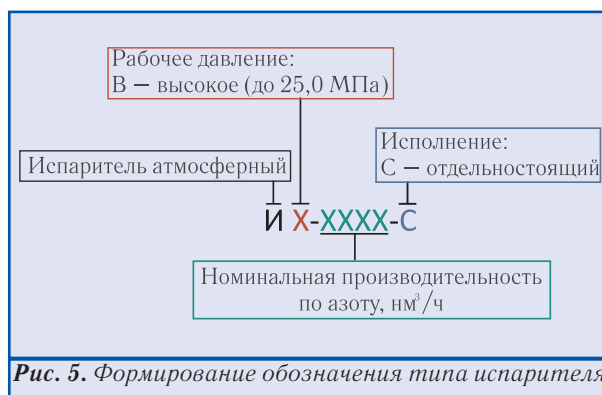 Рабочее давление:
В – высокое (до 25,0 МПа)
Исполнение:
С – отдельностоящий
Испаритель атмосферный
И Х-ХХХХ-С
Номинальная производительность
по азоту, нм³/ч
Рис. 5. Формирование обозначения типа испарителя